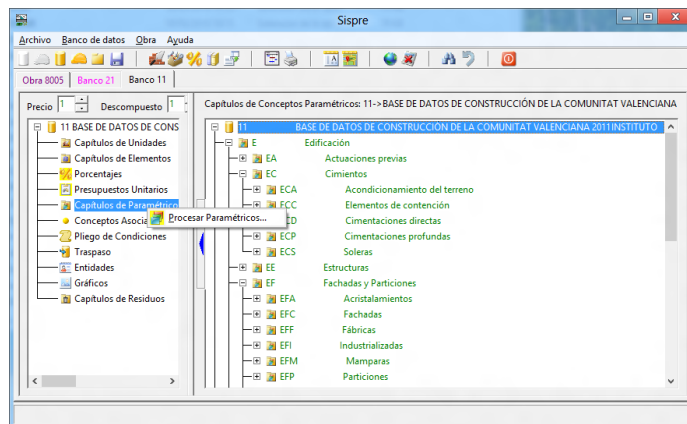 Sispre
Archivo Banco de datos Obra Ayuda
Obra 8005 Banco 21 Banco 11
Precio 1 Descompuesto 1
Capítulos de Conceptos Paramétricos: 11->BASE DE DATOS DE CONSTRUCCIÓN DE LA COMUNITAT VALENCIANA
11 BASE DE DATOS DE CONS
Capítulos de Unidades
Capítulos de Elementos
Porcentajes
Presupuestos Unitarios
Capítulos de Paramétrico
Conceptos Asocia
Pliego de Condiciones
Traspaso
Entidades
Gráficos
Capítulos de Residuos
Procesar Paramétricos...
11 BASE DE DATOS DE CONSTRUCCIÓN DE LA COMUNITAT VALENCIANA 2011INSTITUTO
E Edificación
EA Actuaciones previas
EC Cimientos
ECA Acondicionamiento del terreno
ECC Elementos de contención
CD Cimentaciones directas
ECP Cimentaciones profundas
ECS Soleras
EE Estructuras
EF Fachadas y Particiones
EFA Acristalamientos
EFC Fachadas
EFF Fábricas
EFI Industrializadas
EFM Mamparas
EFP Particiones